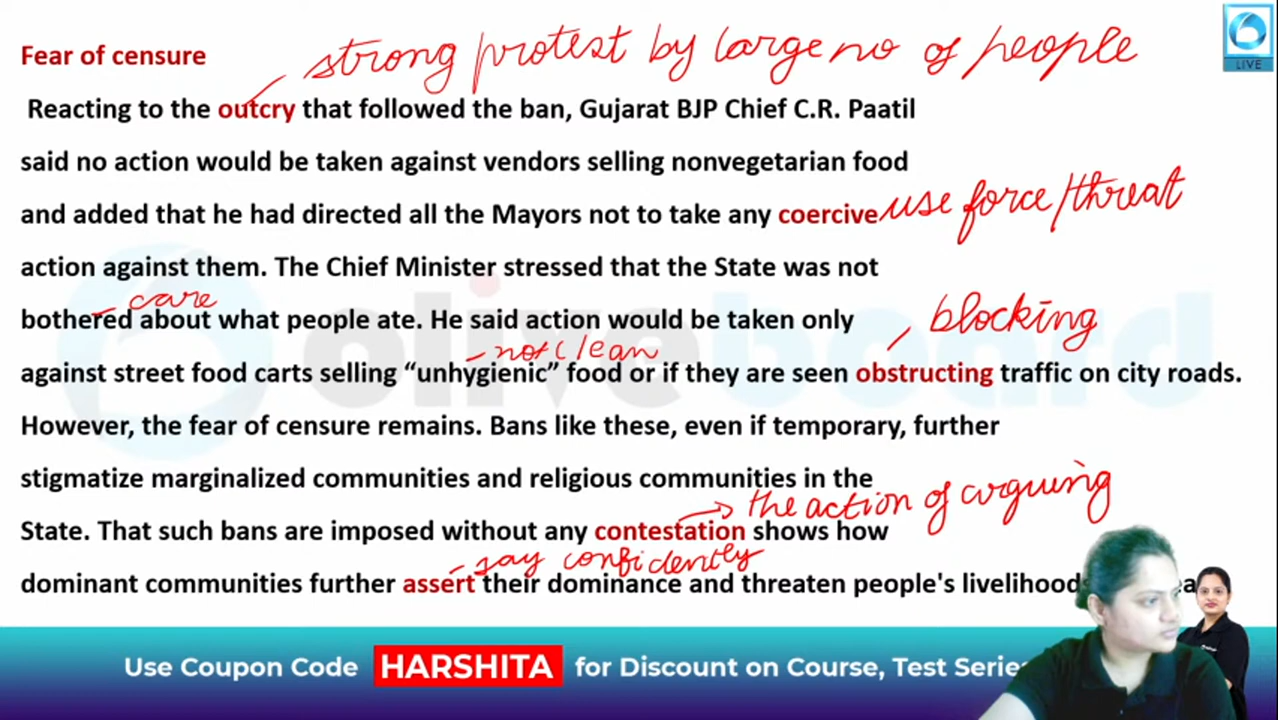 strong protest by large no of people
Fear of censure
LIVE
Reacting to the outcry that followed the ban, Gujarat BJP Chief C.R. Paatil
said no action would be taken against vendors selling nonvegetarian food
and added that he had directed all the Mayors not to take any coercive use force/threat
action against them. The Chief Minister stressed that the State was not
care
bothered about what people ate. He said action would be taken only
blocking
not clean
against street food carts selling “unhygienic” food or if they are seen obstructing traffic on city roads.
However, the fear of censure remains. Bans like these, even if temporary, further
stigmatize marginalized communities and religious communities in the
the action of arguing
State. That such bans are imposed without any contestation shows how
say confidently
dominant communities further assert their dominance and threaten people's
oliveboard
Use Coupon Code HARSHITA for Discount on Course, Test